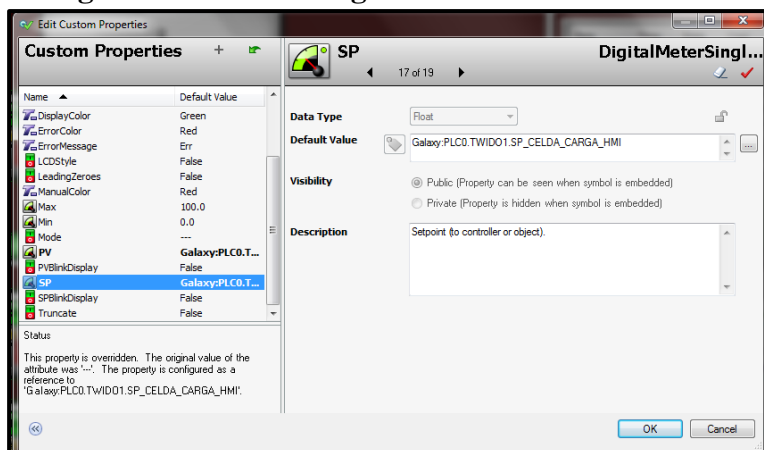 Edit Custom Properties
Custom Properties
SP
DigitalMeterSingl...
17 of 19
Name Default Value
DisplayColor Green
ErrorColor Red
ErrorMessage Err
LCDStyle False
LeadingZeroes False
ManualColor Red
Max 100.0
Min 0.0
Mode ---
PV Galaxy:PLC0.T...
PVBlinkDisplay False
SP Galaxy:PLC0.T...
SPBlinkDisplay False
Truncate False
Status
This property is overridden. The original value of the
attribute was '---'. The property is configured as a
reference to
'Galaxy:PLC0.TWIDO1.SP_CELDA_CARGA_HMI'.
Data Type Float
Default Value Galaxy:PLC0.TWIDO1.SP_CELDA_CARGA_HMI ...
Visibility Public (Property can be seen when symbol is embedded)
Private (Property is hidden when symbol is embedded)
Description Setpoint (to controller or object).
OK Cancel